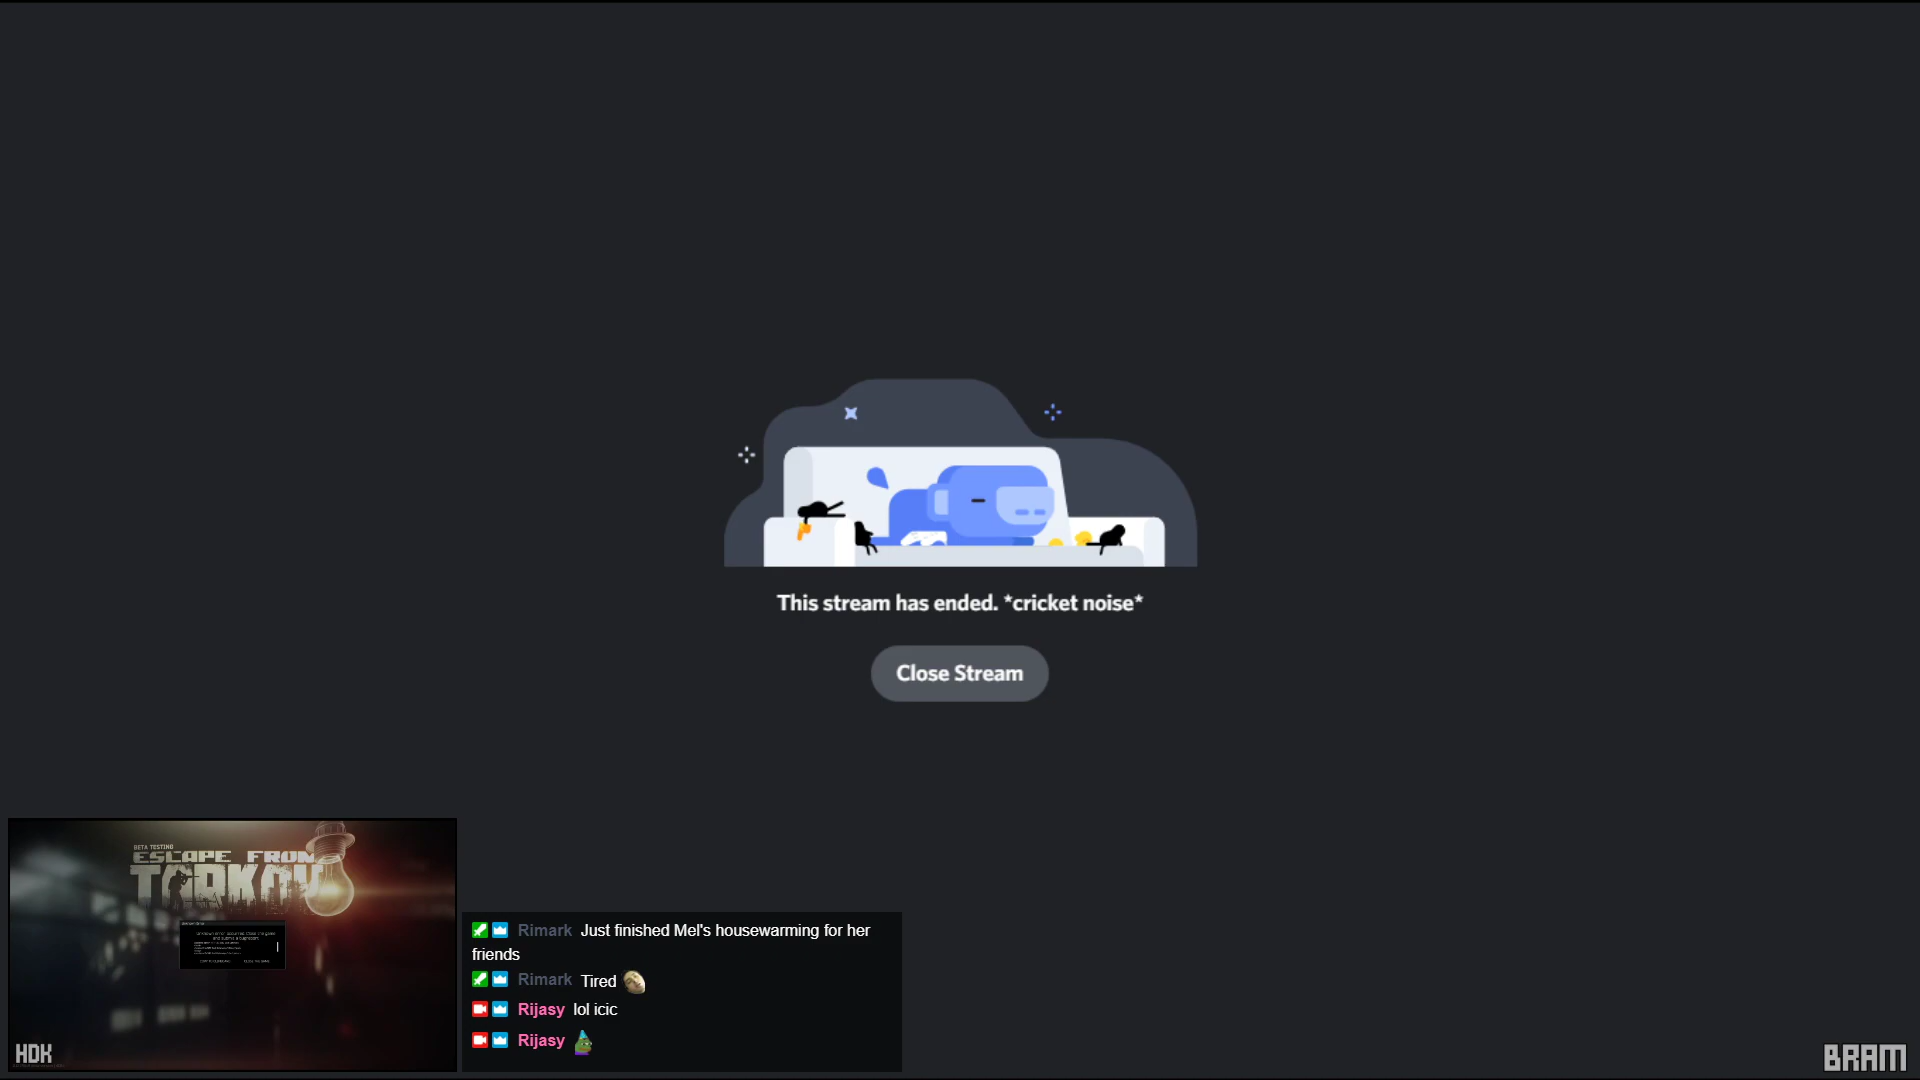 This stream has ended. *cricket noise*
Close Stream
BETA TESTING
ESCAPE FROM
TARKOV
HDK
Rimark Just finished Mel's housewarming for her
friends
Rimark Tired
Rijasy lol icic
Rijasy
BRAM